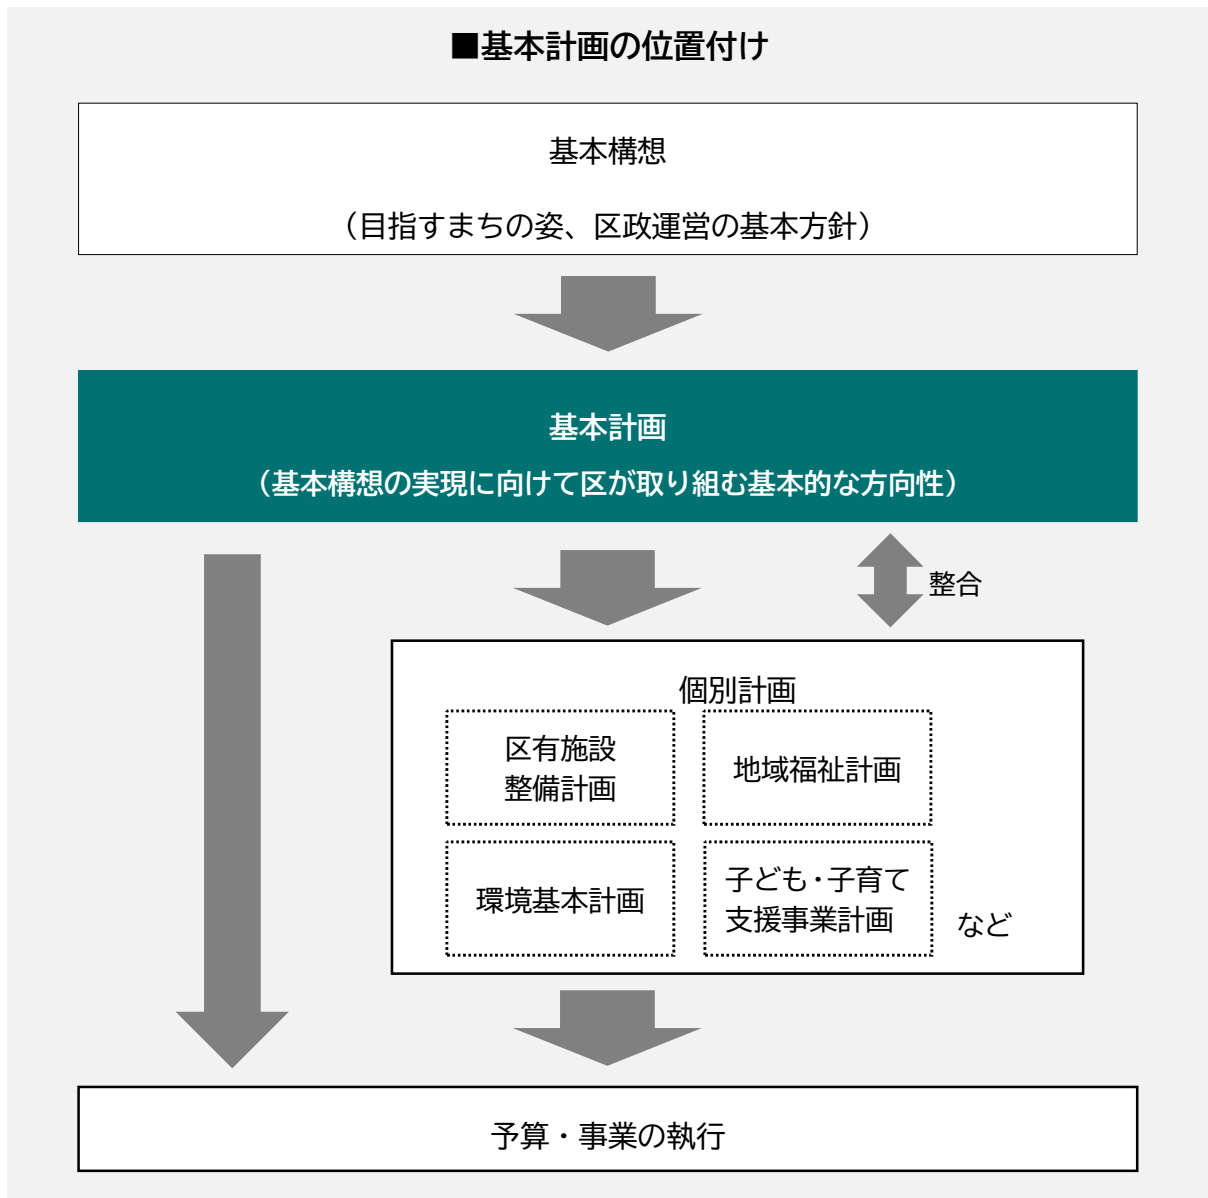 ■基本計画の位置付け
基本構想
（目指すまちの姿、区政運営の基本方針）
基本計画
（基本構想の実現に向けて区が取り組む基本的な方向性）
整合
個別計画
区有施設
整備計画
地域福祉計画
環境基本計画
子ども・子育て
支援事業計画
など
予算・事業の執行